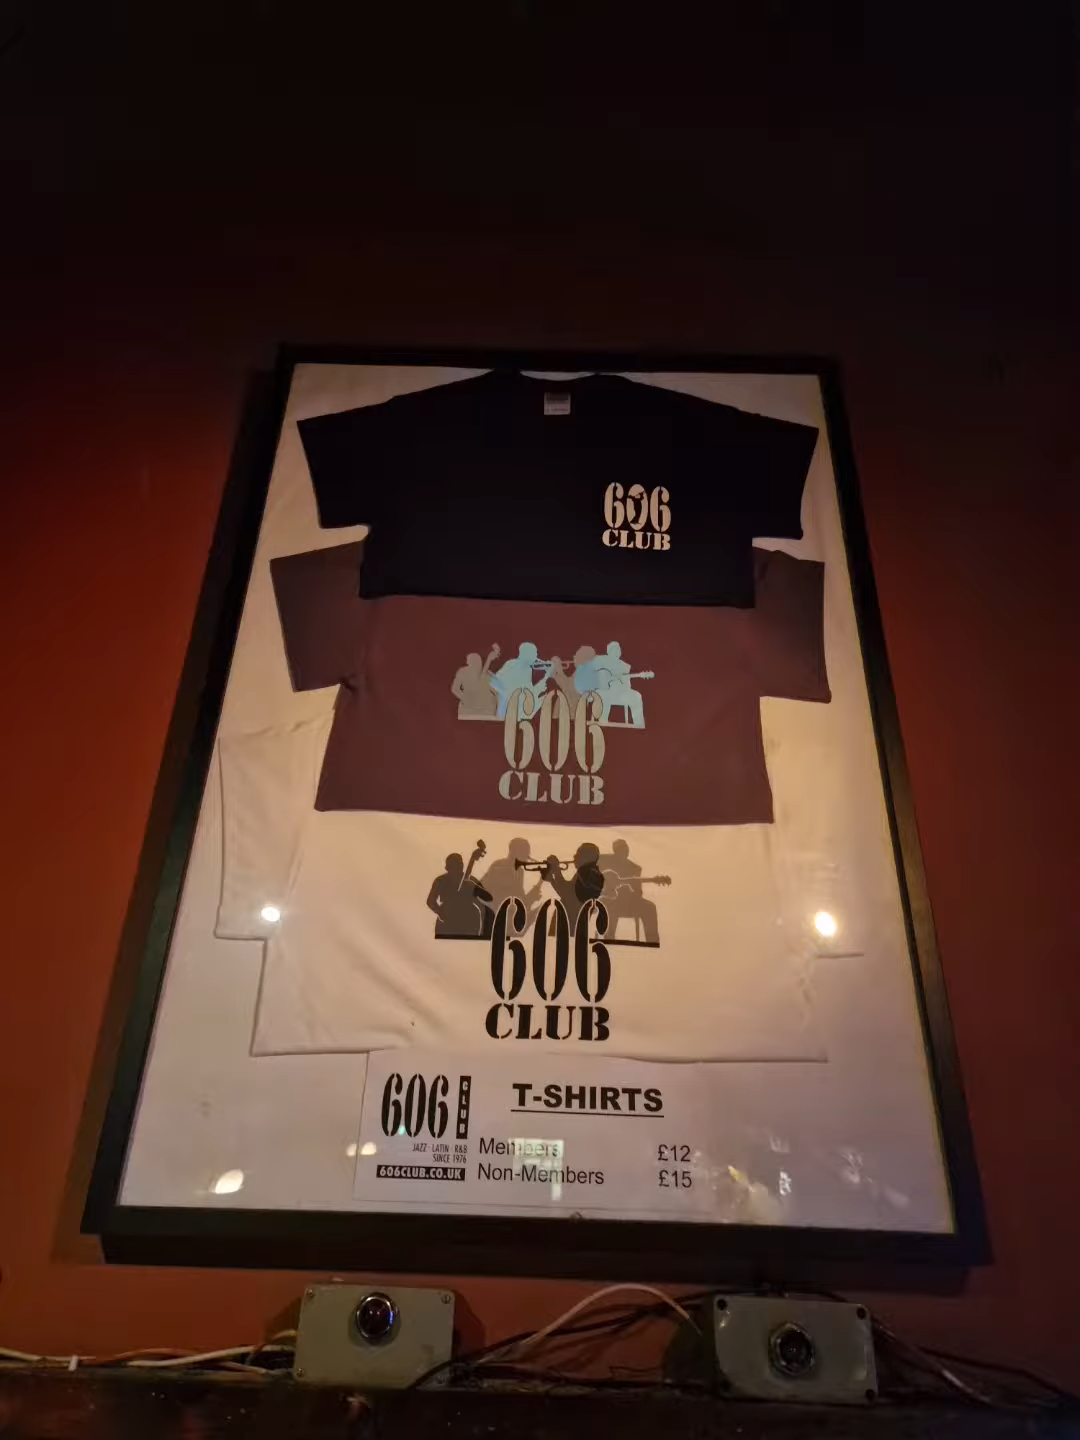 606
CLUB
606
CLUB
606
CLUB
606 CLUB
JAZZ · LATIN · R&B
SINCE 1976
606CLUB.CO.UK
T-SHIRTS
Members £12
Non-Members £15